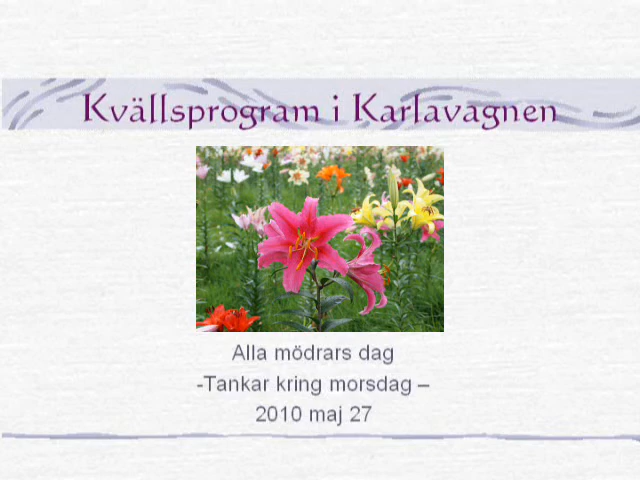 Kvällsprogram i Karlavagnen
Alla mödrars dag
-Tankar kring morsdag –
2010 maj 27